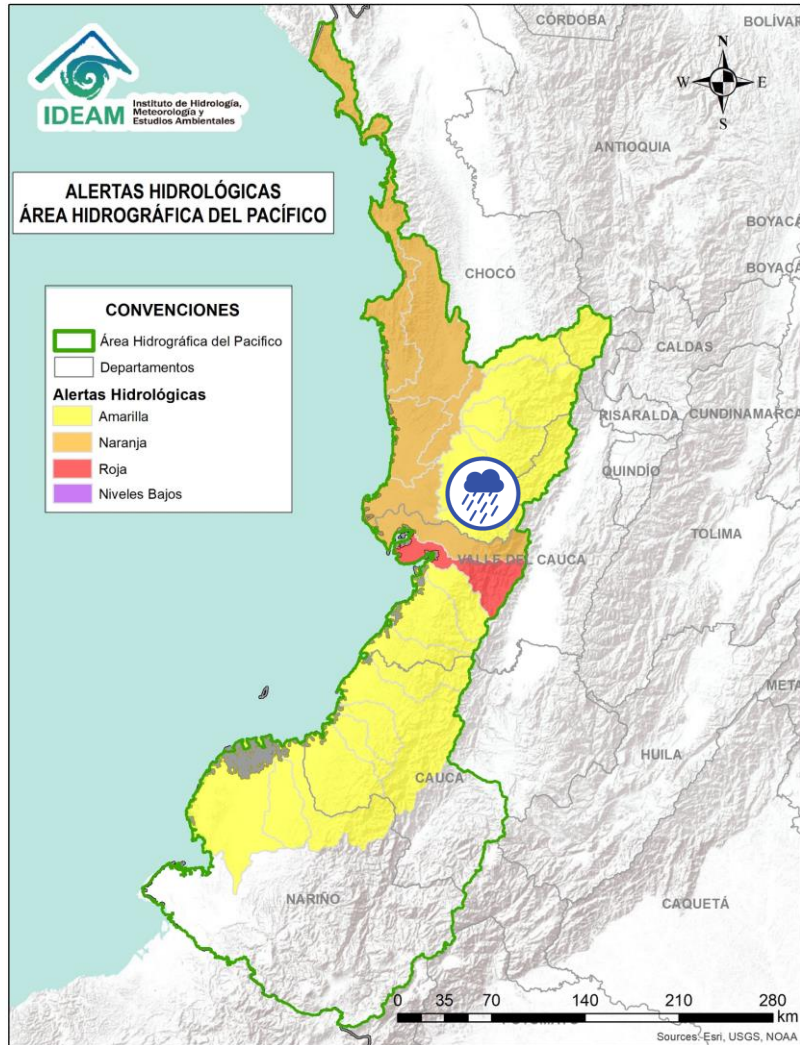 CÓRDOBA
BOLÍVAR
IDEAM
Instituto de Hidrología,
Meteorología y
Estudios Ambientales
N
W E
S
ANTIOQUIA
ALERTAS HIDROLÓGICAS
ÁREA HIDROGRÁFICA DEL PACÍFICO
BOYACÁ
BOYACÁ
CHOCÓ
CONVENCIONES
Área Hidrográfica del Pacifico
Departamentos
Alertas Hidrológicas
Amarilla
Naranja
Roja
Niveles Bajos
CALDAS
RISARALDA
CUNDINAMARCA
QUINDÍO
TOLIMA
VALLE DEL CAUCA
META
HUILA
CAUCA
NARIÑO
CAQUETÁ
0 35 70 140 210 280
km
Sources: Esri, USGS, NOAA